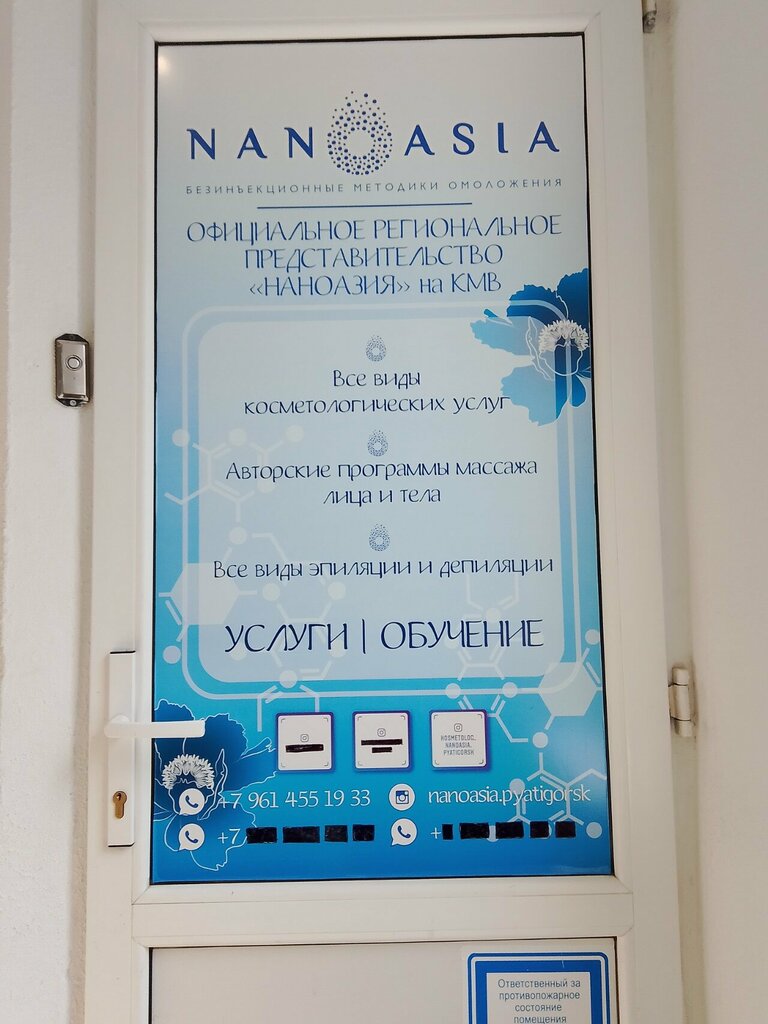 NANOASIA
БЕЗИНЪЕКЦИОННЫЕ МЕТОДИКИ ОМОЛОЖЕНИЯ
ОФИЦИАЛЬНОЕ РЕГИОНАЛЬНОЕ
ПРЕДСТАВИТЕЛЬСТВО
«НАНОАЗИЯ» на КМВ
Все виды
косметологических услуг
Авторские программы массажа
лица и тела
Все виды эпиляции и депиляции
УСЛУГИ | ОБУЧЕНИЕ
KOSMETOLOG_
NANOASIA.
PYATIGORSK
+7 961 455 19 33 nanoasia.pyatigorsk
+7 +
Ответственный за
противопожарное
состояние
помещения